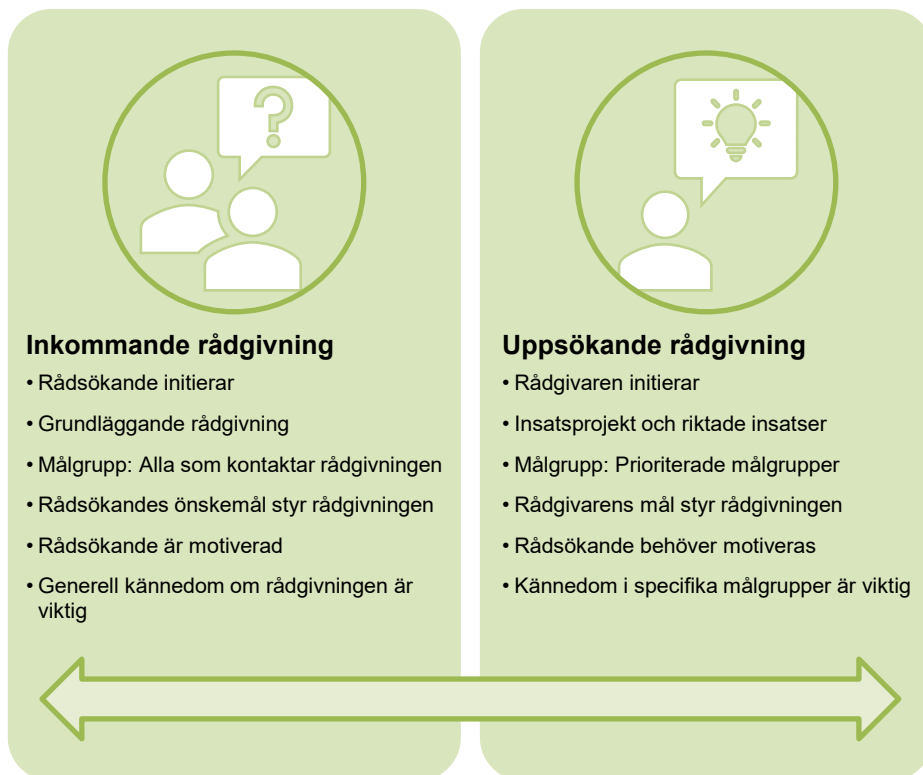 ?
Inkommande rådgivning
• Rådsökande initierar
• Grundläggande rådgivning
• Målgrupp: Alla som kontaktar rådgivningen
• Rådsökandes önskemål styr rådgivningen
• Rådsökande är motiverad
• Generell kännedom om rådgivningen är
viktig
Uppsökande rådgivning
• Rådgivaren initierar
• Insatsprojekt och riktade insatser
• Målgrupp: Prioriterade målgrupper
• Rådgivarens mål styr rådgivningen
• Rådsökande behöver motiveras
• Kännedom i specifika målgrupper är viktig